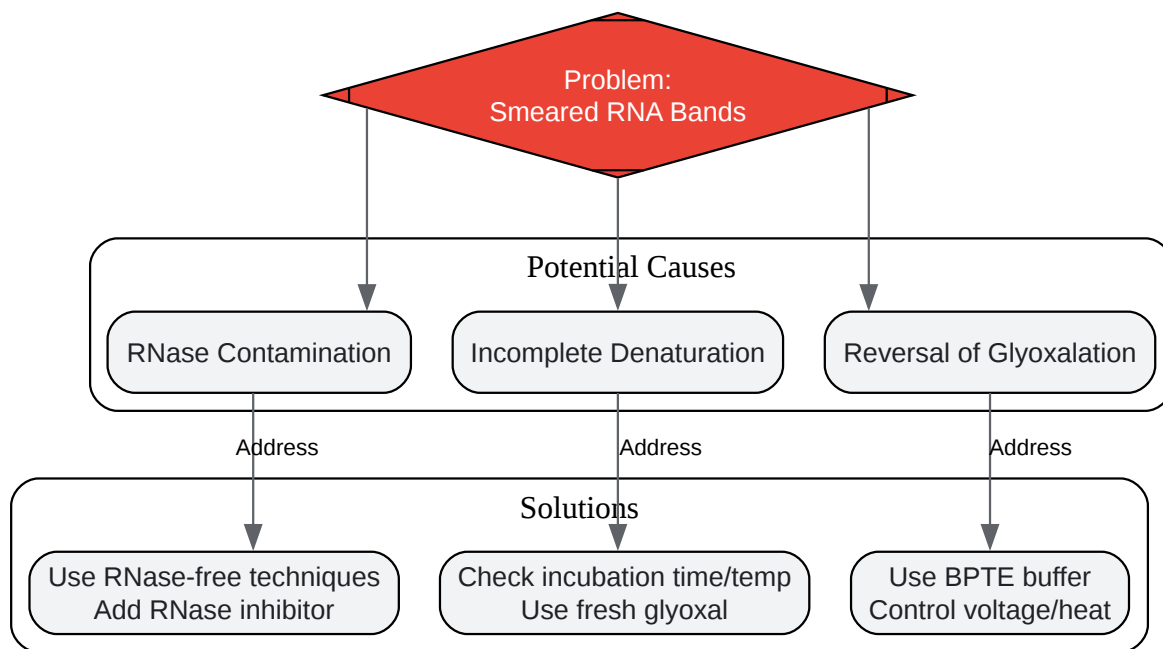 Problem:
Smeared RNA Bands
Potential Causes
RNase Contamination
Incomplete Denaturation
Reversal of Glyoxalation
Address
Address
Address
Solutions
Use RNase-free techniques
Add RNase inhibitor
Check incubation time/temp
Use fresh glyoxal
Use BPTE buffer
Control voltage/heat